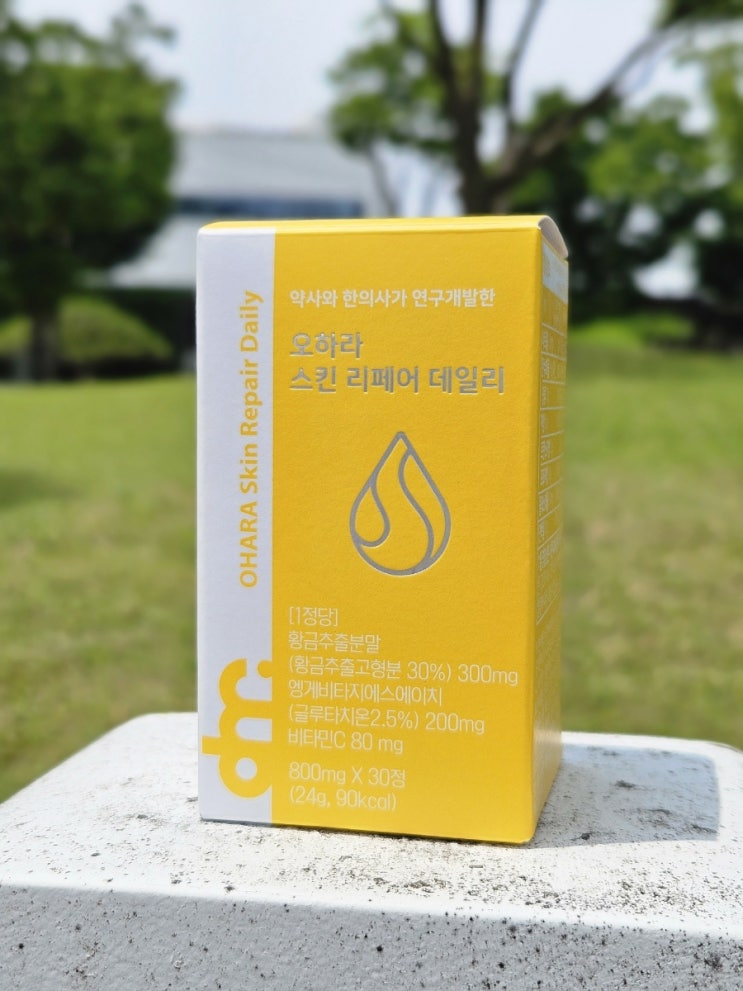 OHARA Skin Repair Daily
약사와 한의사가 연구개발한
오하라
스킨 리페어 데일리
[1정당]
황금추출분말
(황금추출고형분 30%) 300mg
엥게비타지에스에이치
(글루타치온2.5%) 200mg
비타민C 80 mg
800mg X 30정
(24g, 90kcal)